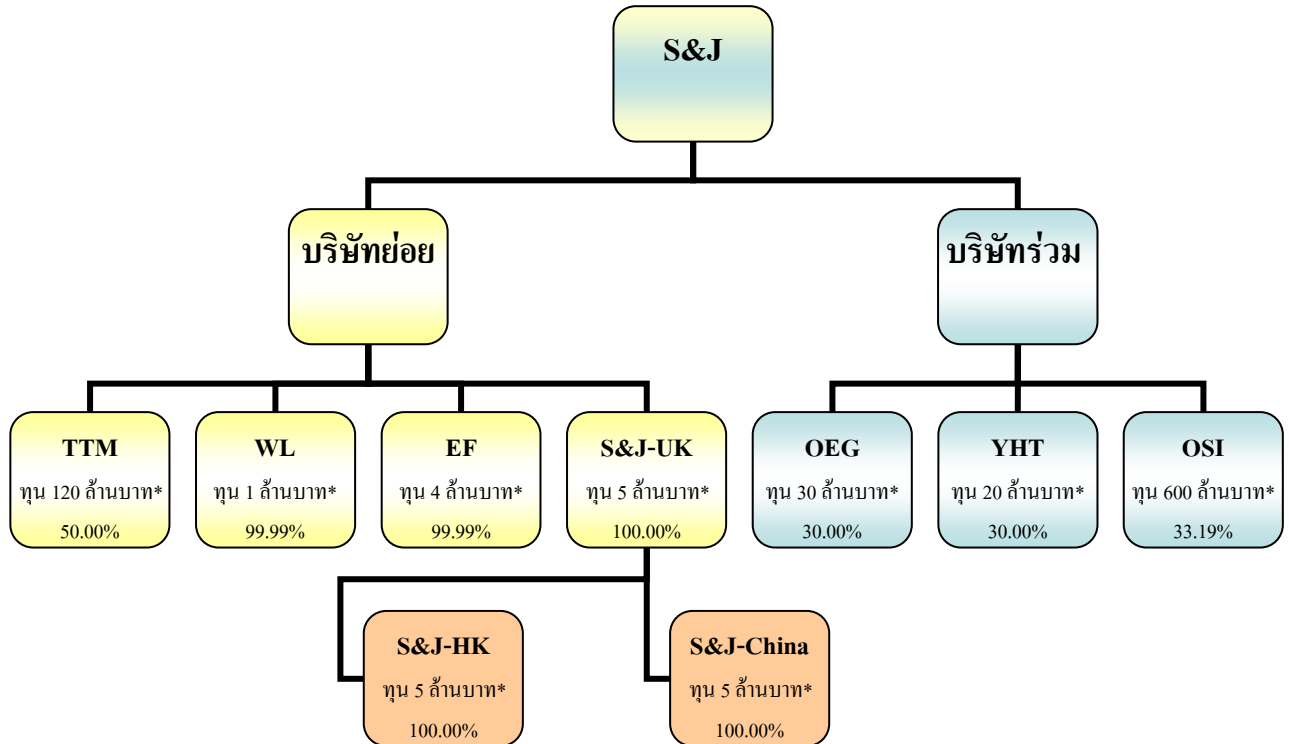 S&J
บริษัทย่อย
บริษัทร่วม
TTM
ทุน 120 ล้านบาท*
50.00%
WL
ทุน 1 ล้านบาท*
99.99%
EF
ทุน 4 ล้านบาท*
99.99%
S&J-UK
ทุน 5 ล้านบาท*
100.00%
OEG
ทุน 30 ล้านบาท*
30.00%
YHT
ทุน 20 ล้านบาท*
30.00%
OSI
ทุน 600 ล้านบาท*
33.19%
S&J-HK
ทุน 5 ล้านบาท*
100.00%
S&J-China
ทุน 5 ล้านบาท*
100.00%